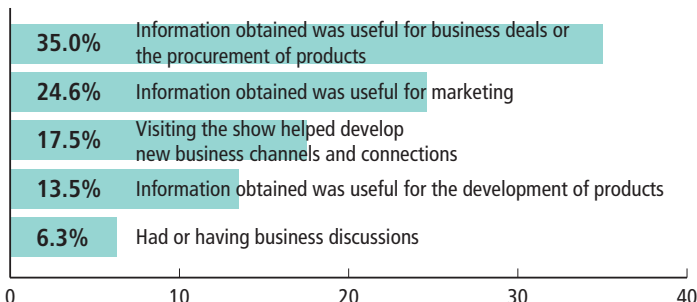 35.0% Information obtained was useful for business deals or
the procurement of products
24.6% Information obtained was useful for marketing
17.5% Visiting the show helped develop
new business channels and connections
13.5% Information obtained was useful for the development of products
6.3% Had or having business discussions
0 10 20 30 40